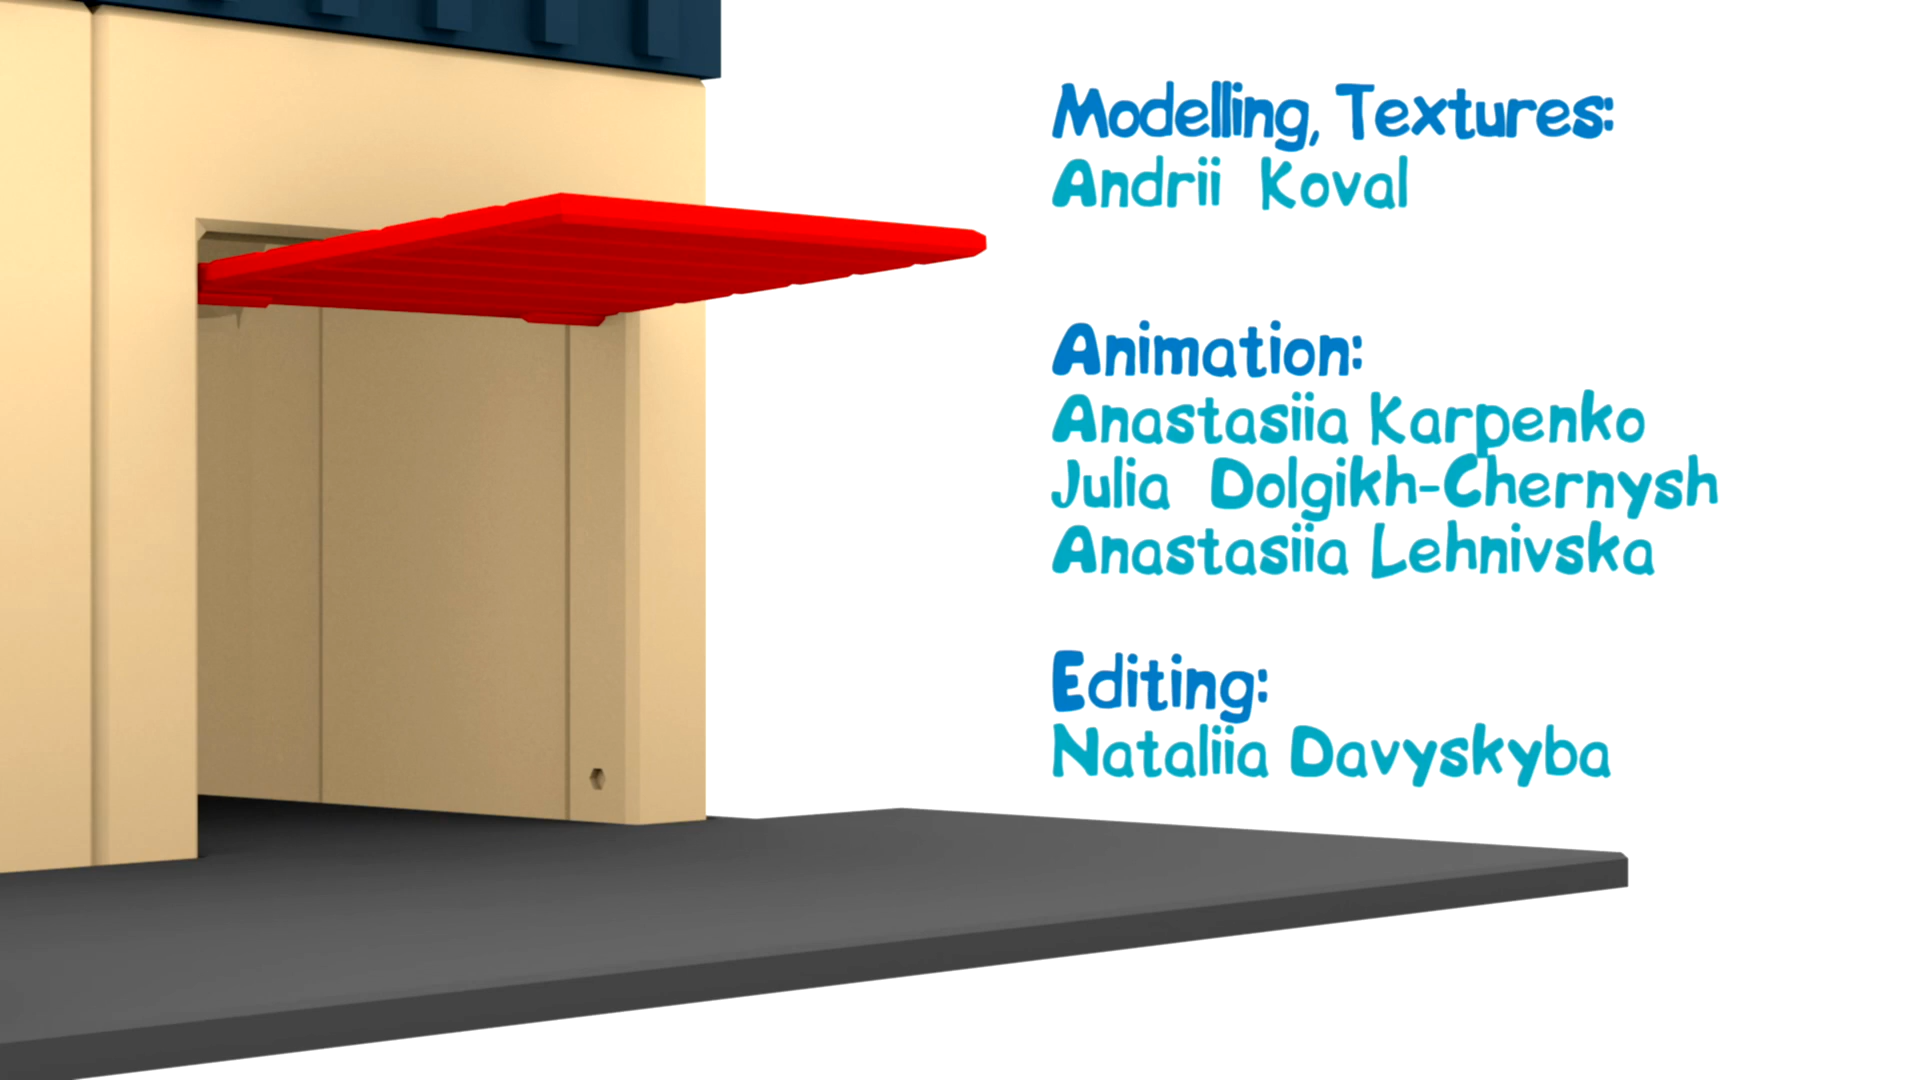 Modelling, Textures:
Andrii Koval
Animation:
Anastasiia Karpenko
Julia Dolgikh-Chernysh
Anastasiia Lehnivska
Editing:
Nataliia Davyskyba